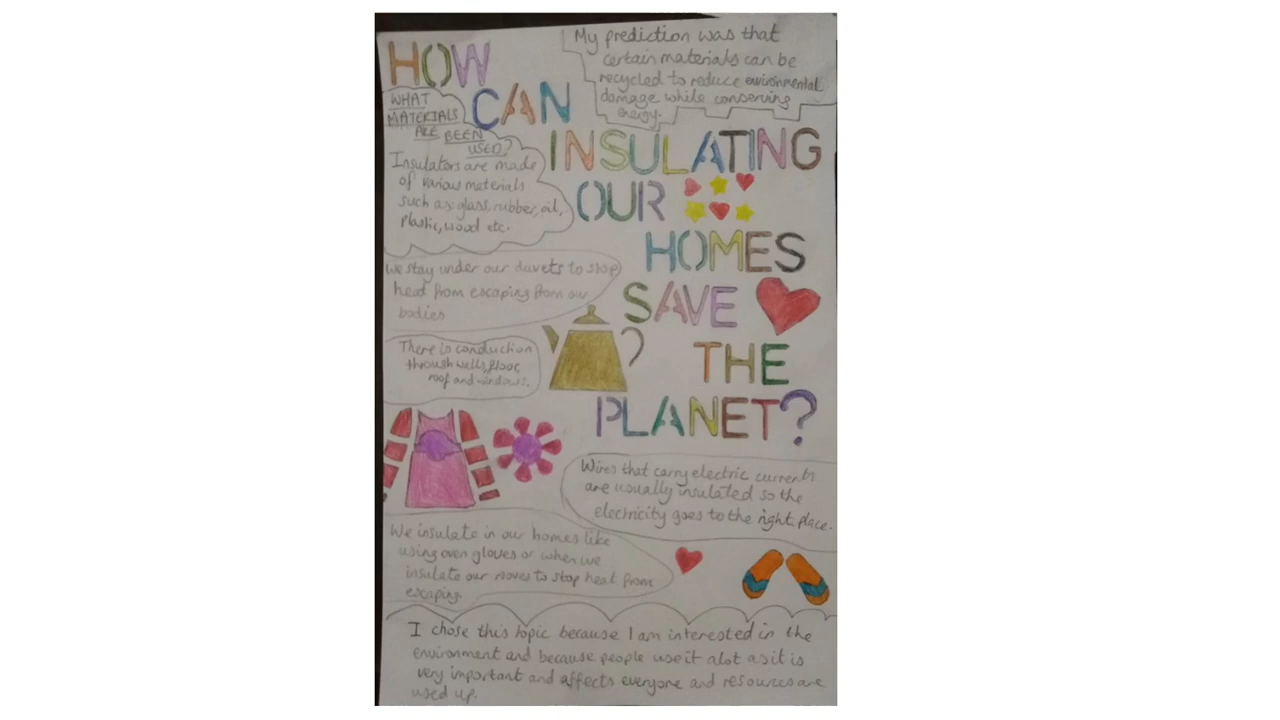 HOW
CAN
INSULATING
OUR
HOMES
SAVE
THE
PLANET?
My prediction was that
certain materials can be
recycled to reduce environmental
damage while conserving
energy.
WHAT
MATERIALS
ARE BEEN
USED?
Insulators are made
of various materials
such as: glass, rubber, oil,
plastic, wood etc.
We stay under our duvets to stop
heat from escaping from our
bodies
There is conduction
through walls, floor,
roof and windows.
Wires that carry electric currents
are usually insulated so the
electricity goes to the right place.
We insulate in our homes like
using oven gloves or when we
insulate our to stop heat from
escaping.
I chose this topic because I am interested in the
environment and because people use it alot as it is
very important and affects everyone and resources are
used up.